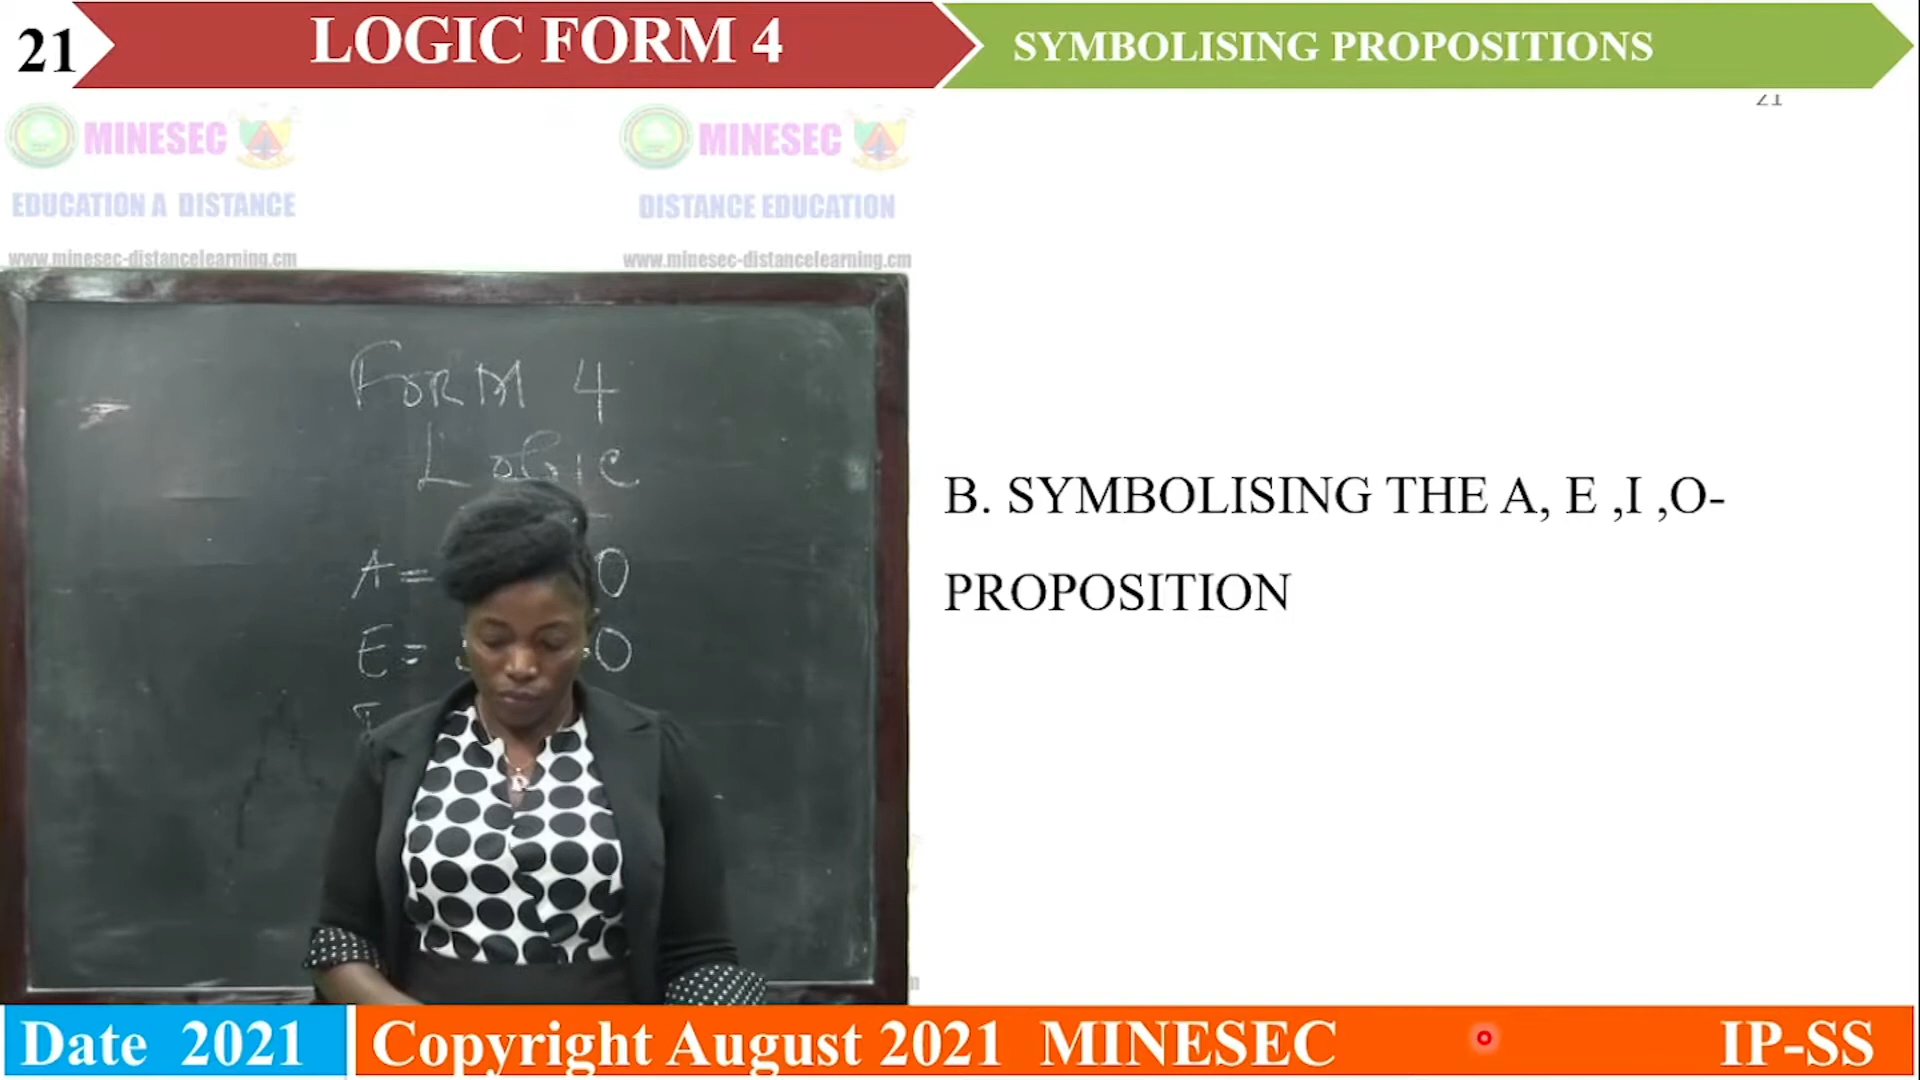 21
LOGIC FORM 4
SYMBOLISING PROPOSITIONS
21
MINESEC
MINESEC
EDUCATION A DISTANCE
DISTANCE EDUCATION
www.minesec-distancelearning.cm
www.minesec-distancelearning.cm
FORM 4
LOGIC
A= O
E= O
I
B. SYMBOLISING THE A, E ,I ,O-
PROPOSITION
Date 2021
Copyright August 2021 MINESEC
IP-SS